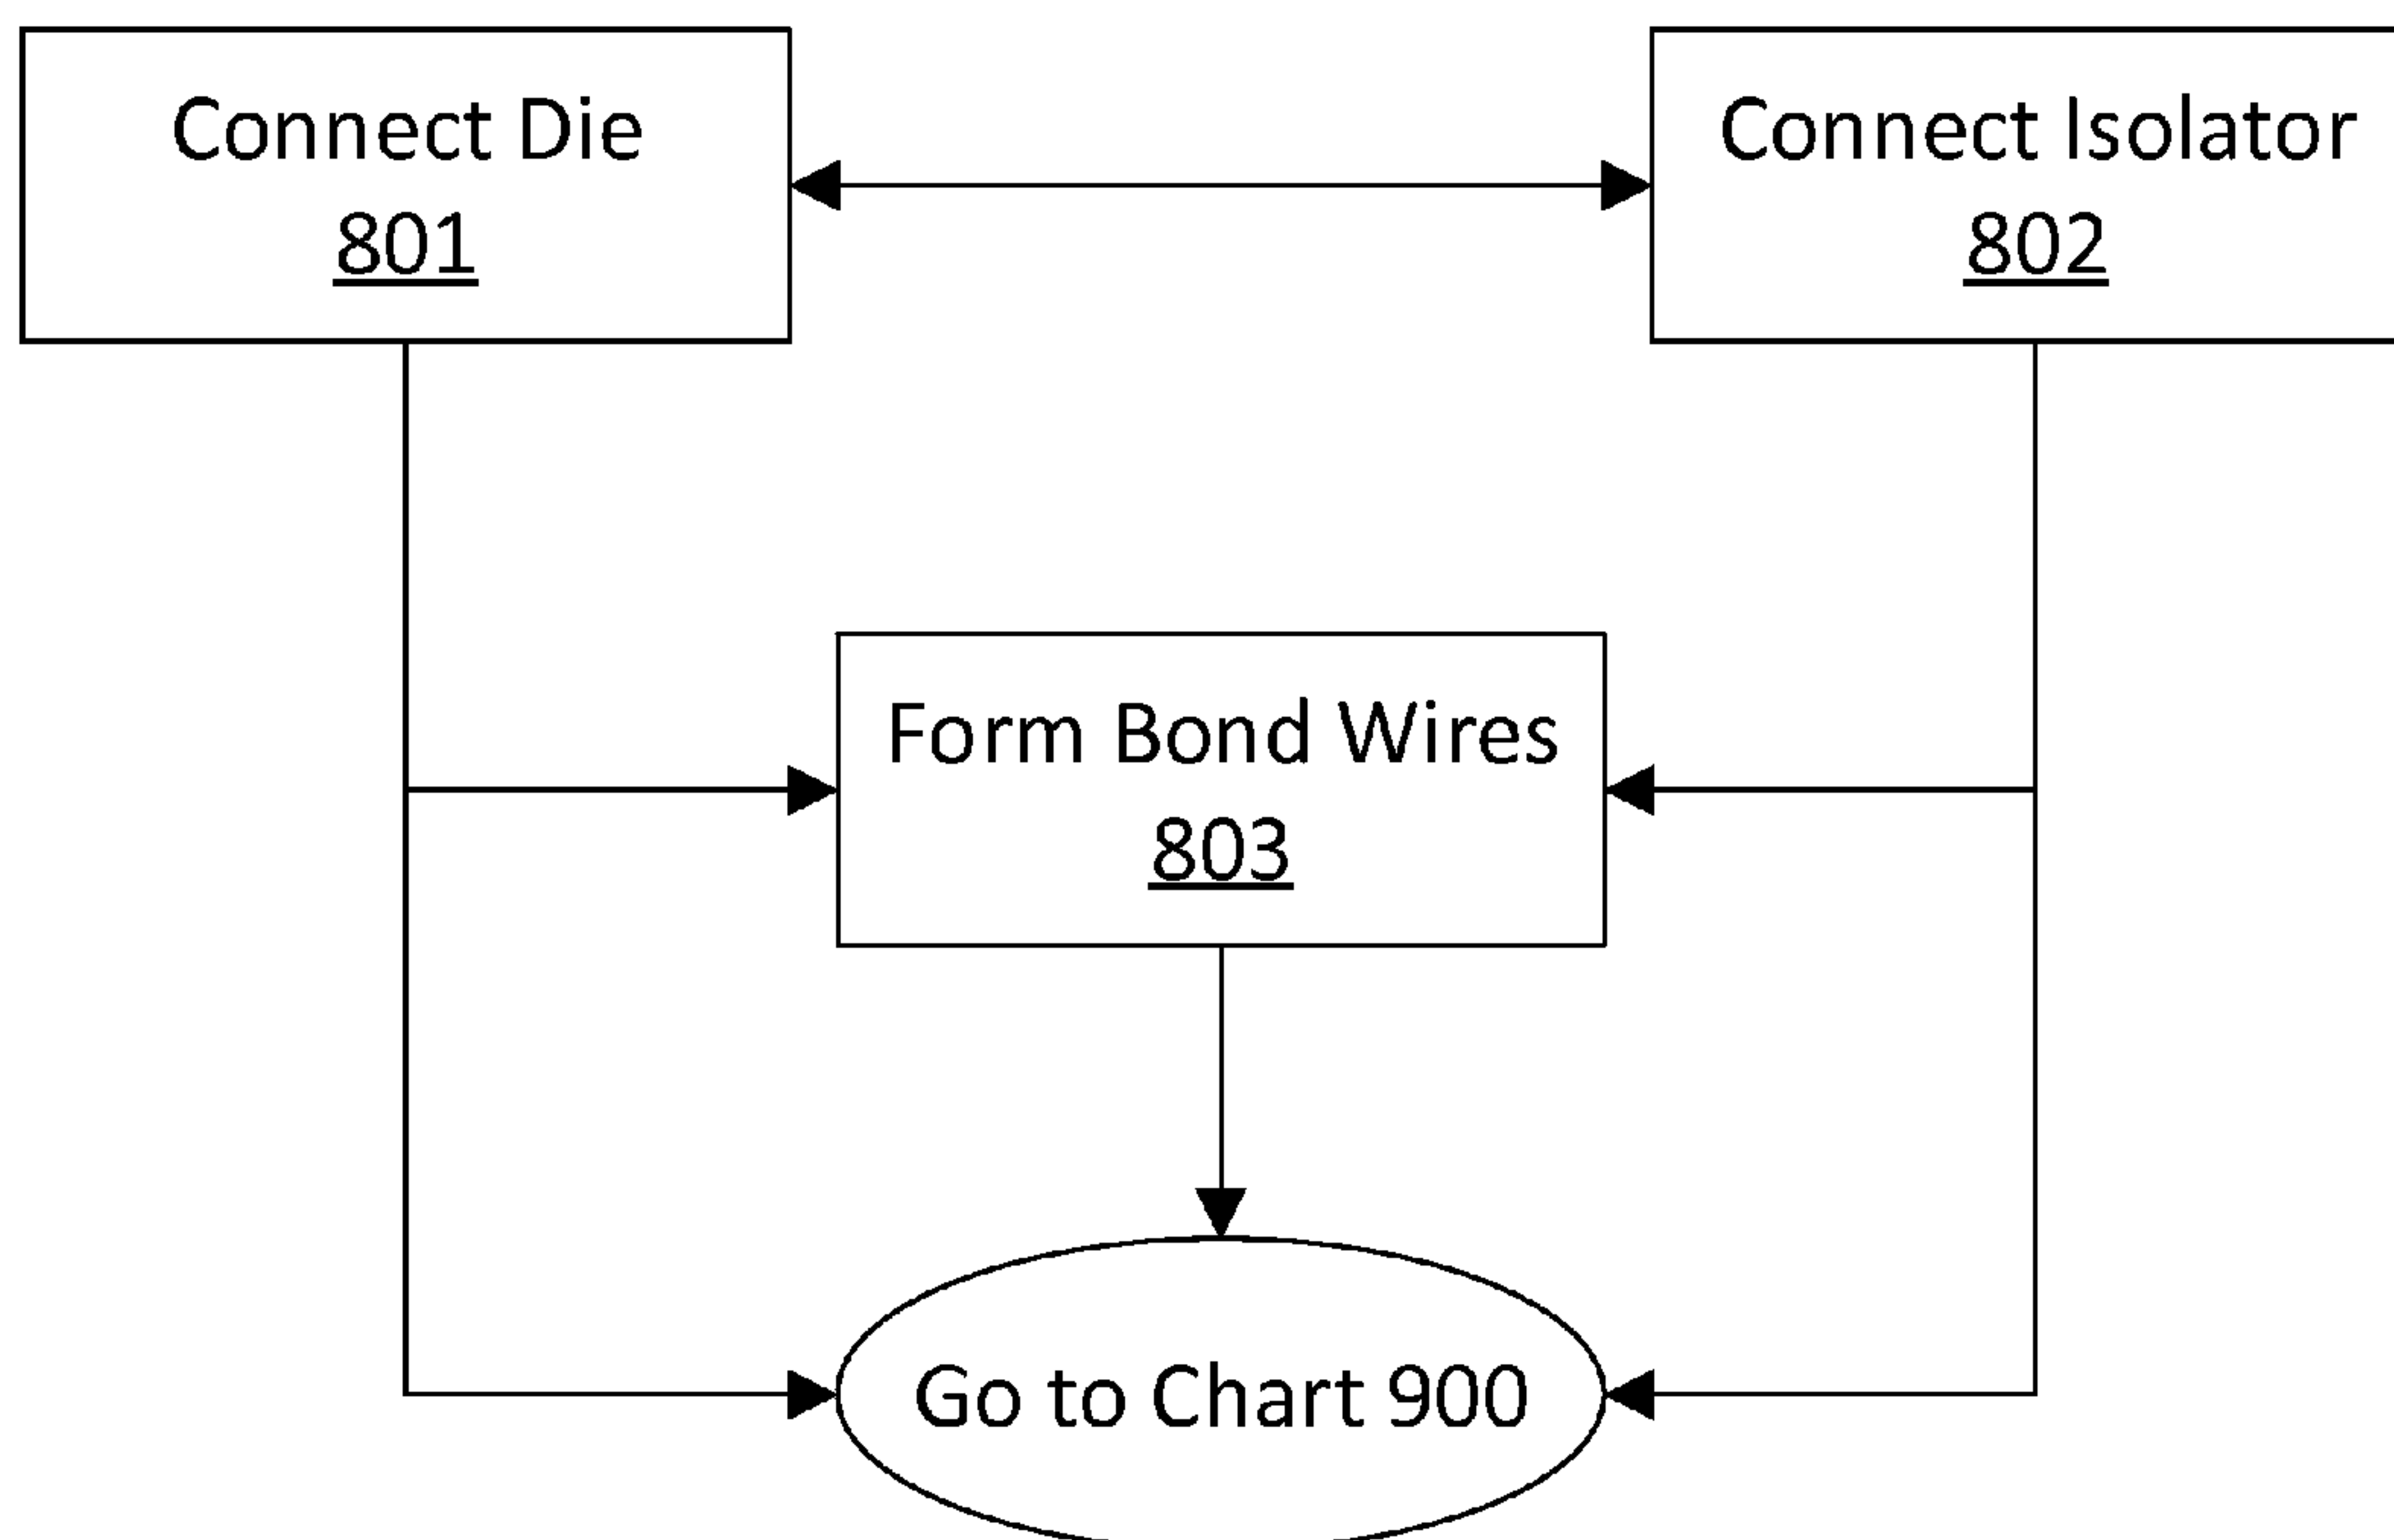 Connect Die
801
Connect Isolator
802
Form Bond Wires
803
Go to Chart 900